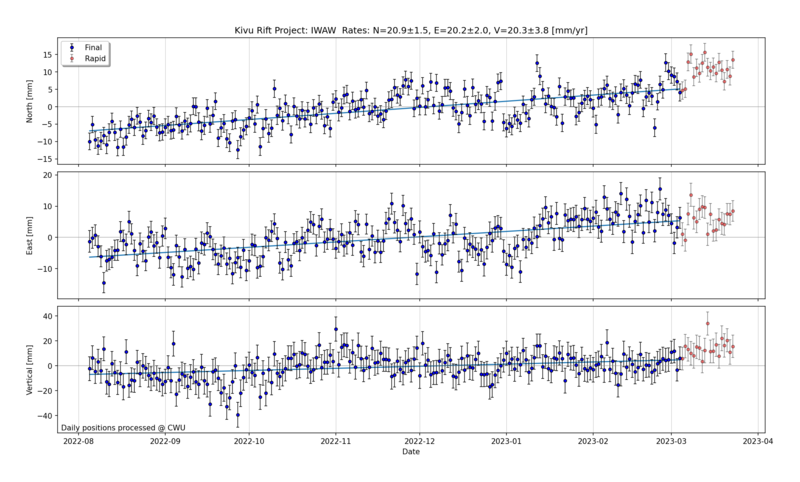 Kivu Rift Project: IWAW Rates: N=20.9±1.5, E=20.2±2.0, V=20.3±3.8 [mm/yr]
Final
Rapid
North [mm]
15
10
5
0
−5
−10
−15
East [mm]
20
10
0
−10
Vertical [mm]
40
20
0
−20
−40
Daily positions processed @ CWU
2022-08 2022-09 2022-10 2022-11 2022-12 2023-01 2023-02 2023-03 2023-04
Date